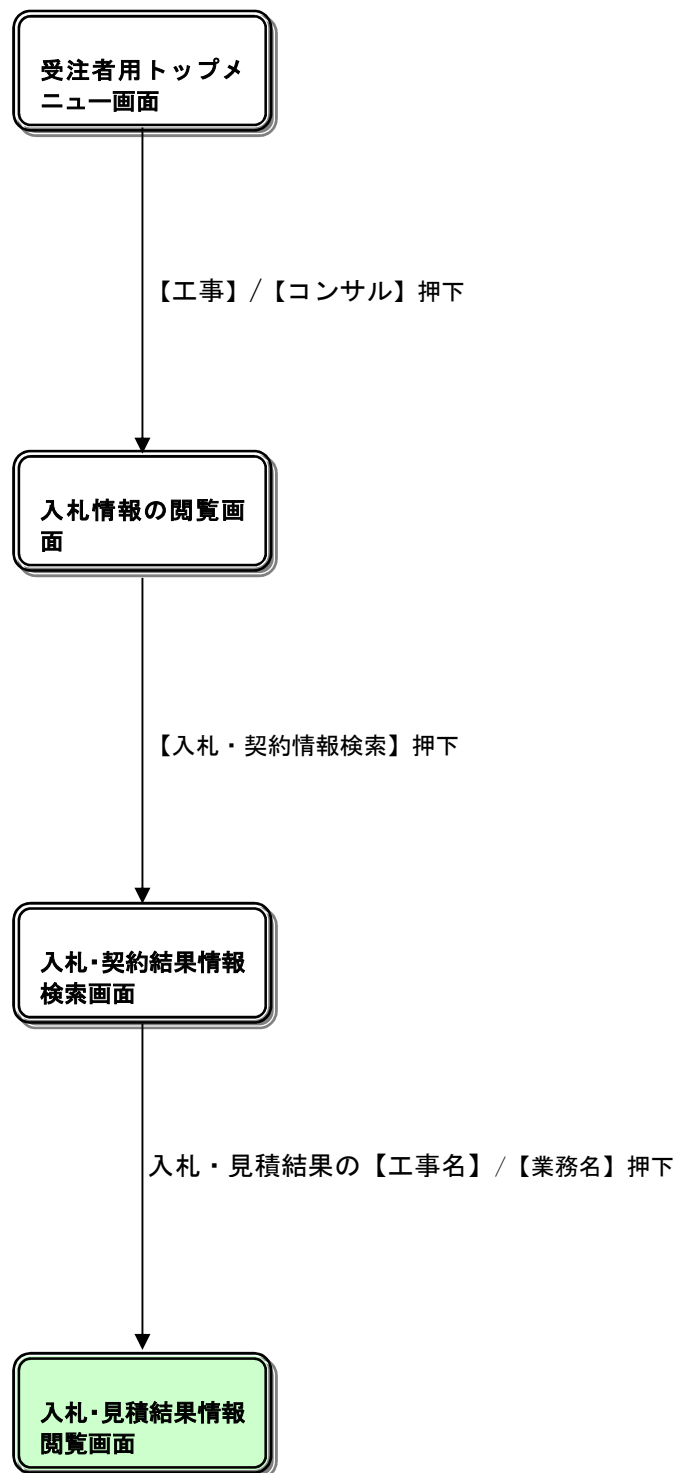 受注者用トップメ
ニュー画面
【工事】/【コンサル】押下
入札情報の閲覧画
面
【入札・契約情報検索】押下
入札・契約結果情報
検索画面
入札・見積結果の【工事名】/【業務名】押下
入札・見積結果情報
閲覧画面